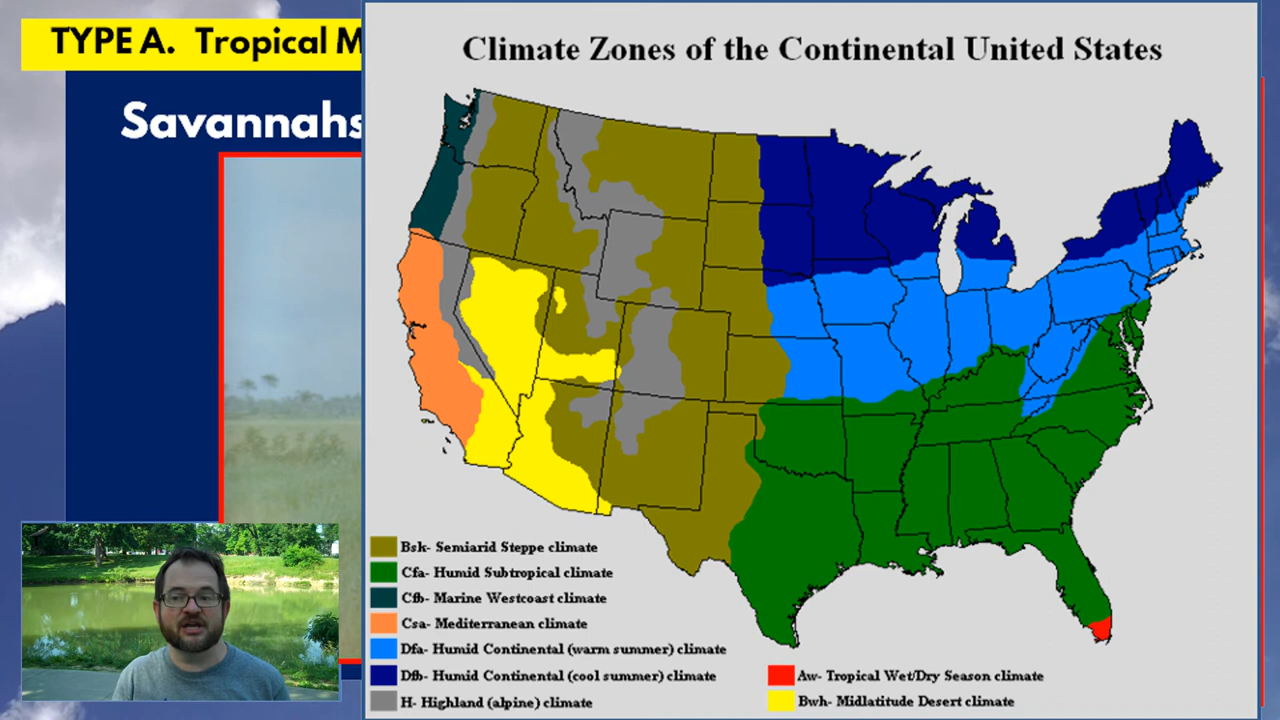 TYPE A. Tropical M
Savannahs
Climate Zones of the Continental United States
Bsk- Semiarid Steppe climate
Cfa- Humid Subtropical climate
Cfb- Marine Westcoast climate
Csa- Mediterranean climate
Dfa- Humid Continental (warm summer) climate
Dfb- Humid Continental (cool summer) climate
H- Highland (alpine) climate
Aw- Tropical Wet/Dry Season climate
Bwh- Midlatitude Desert climate